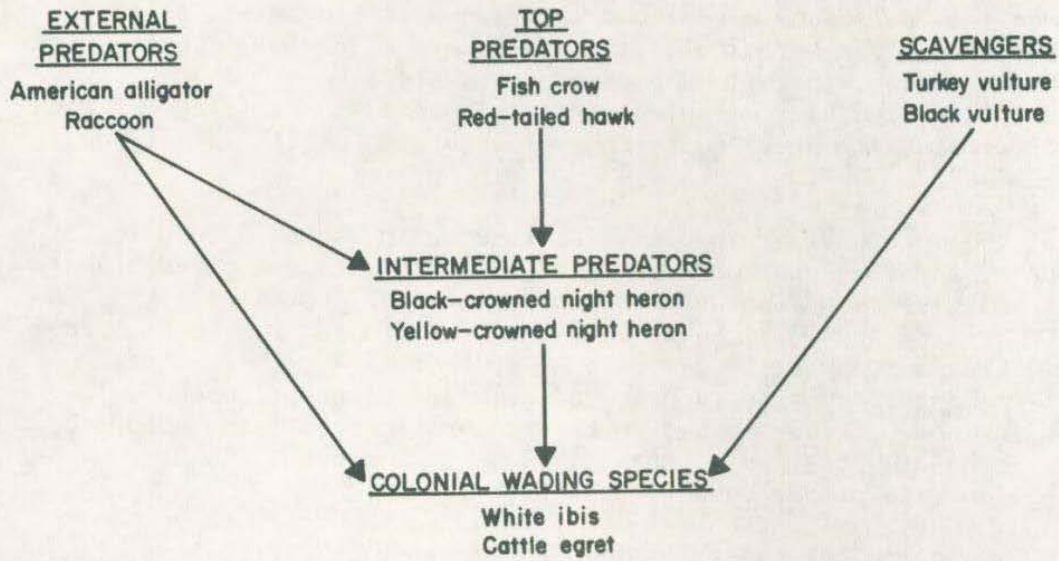 EXTERNAL
PREDATORS
American alligator
Raccoon
TOP
PREDATORS
Fish crow
Red-tailed hawk
SCAVENGERS
Turkey vulture
Black vulture
INTERMEDIATE PREDATORS
Black-crowned night heron
Yellow-crowned night heron
COLONIAL WADING SPECIES
White ibis
Cattle egret